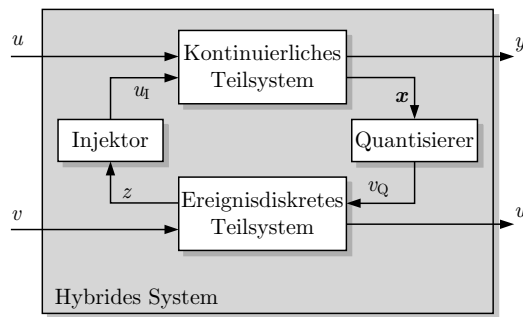 u
y
Kontinuierliches
Teilsystem
u_I
x
Injektor
Quantisierer
z
v_Q
Ereignisdiskretes
Teilsystem
v
w
Hybrides System